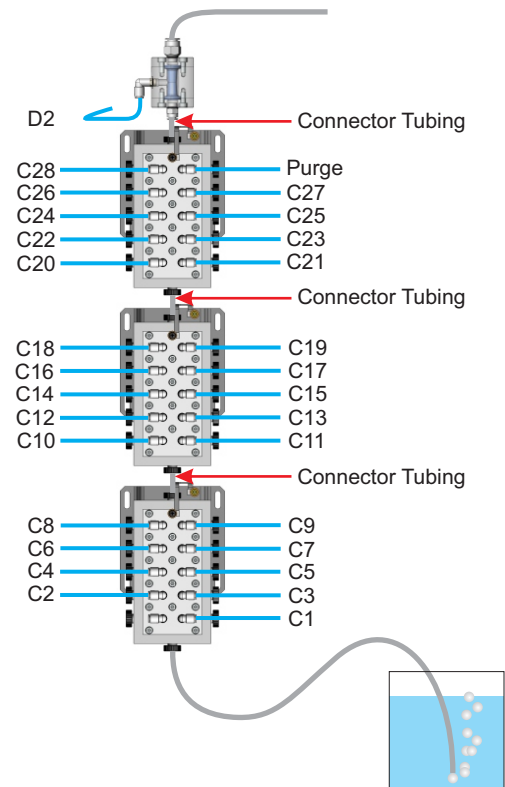 D2
Connector Tubing
C28 Purge
C26 C27
C24 C25
C22 C23
C20 C21
Connector Tubing
C18 C19
C16 C17
C14 C15
C12 C13
C10 C11
Connector Tubing
C8 C9
C6 C7
C4 C5
C2 C3
C1